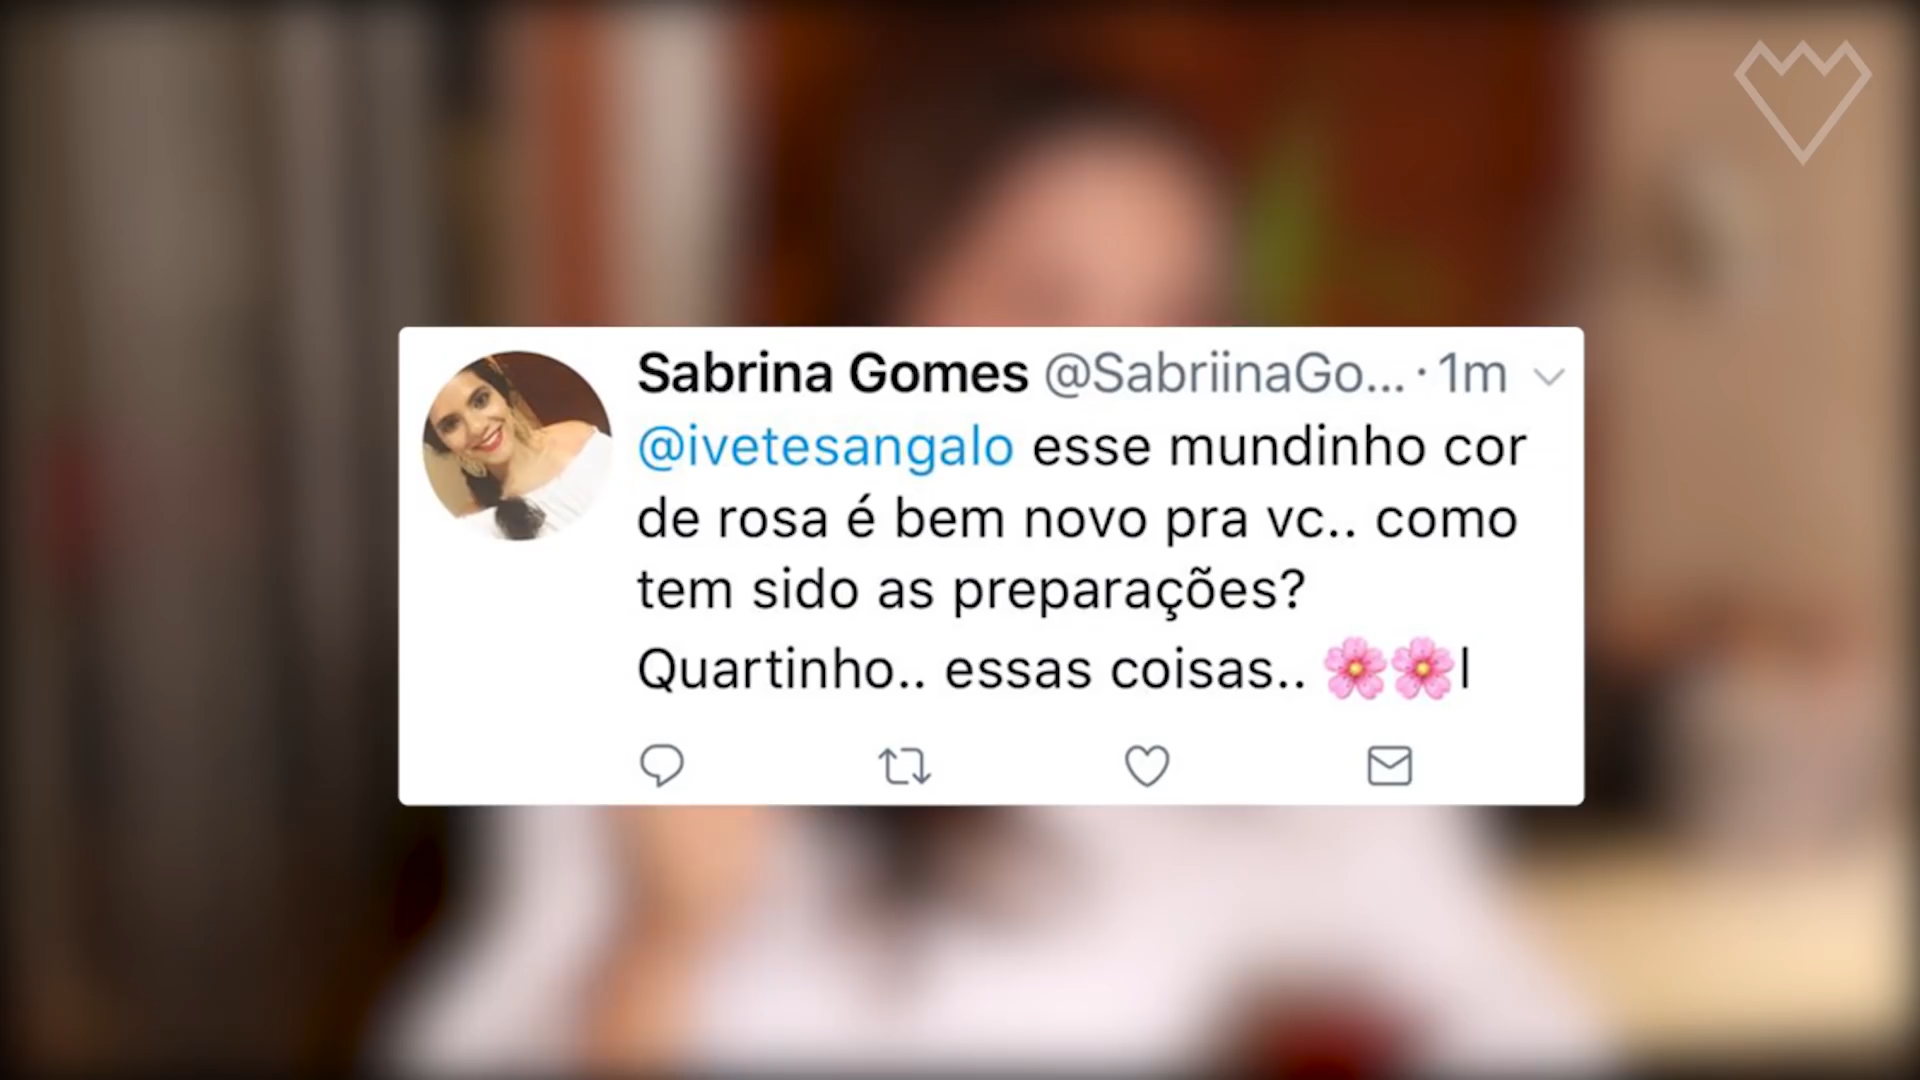 Sabrina Gomes @SabriinaGo... · 1m
@ivetesangalo esse mundinho cor
de rosa é bem novo pra vc.. como
tem sido as preparações?
Quartinho.. essas coisas.. 🌸🌸l